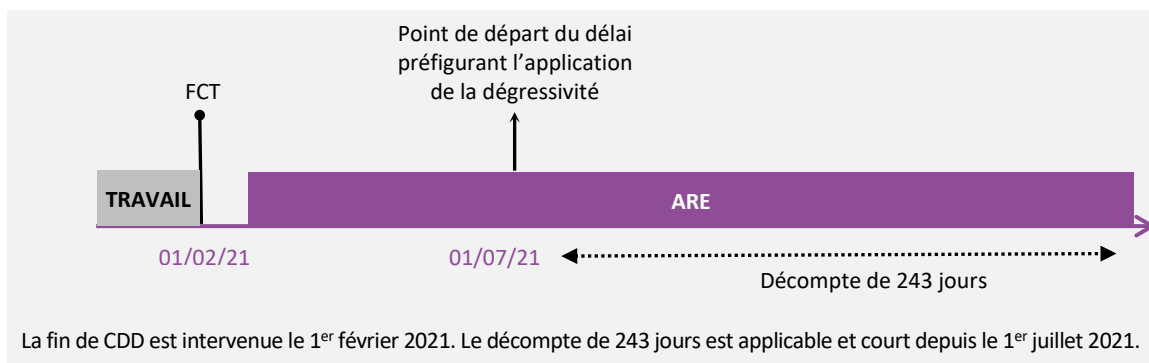 Point de départ du délai
préfigurant l’application
de la dégressivité
FCT
TRAVAIL
ARE
01/02/21
01/07/21
Décompte de 243 jours
La fin de CDD est intervenue le 1er février 2021. Le décompte de 243 jours est applicable et court depuis le 1er juillet 2021.